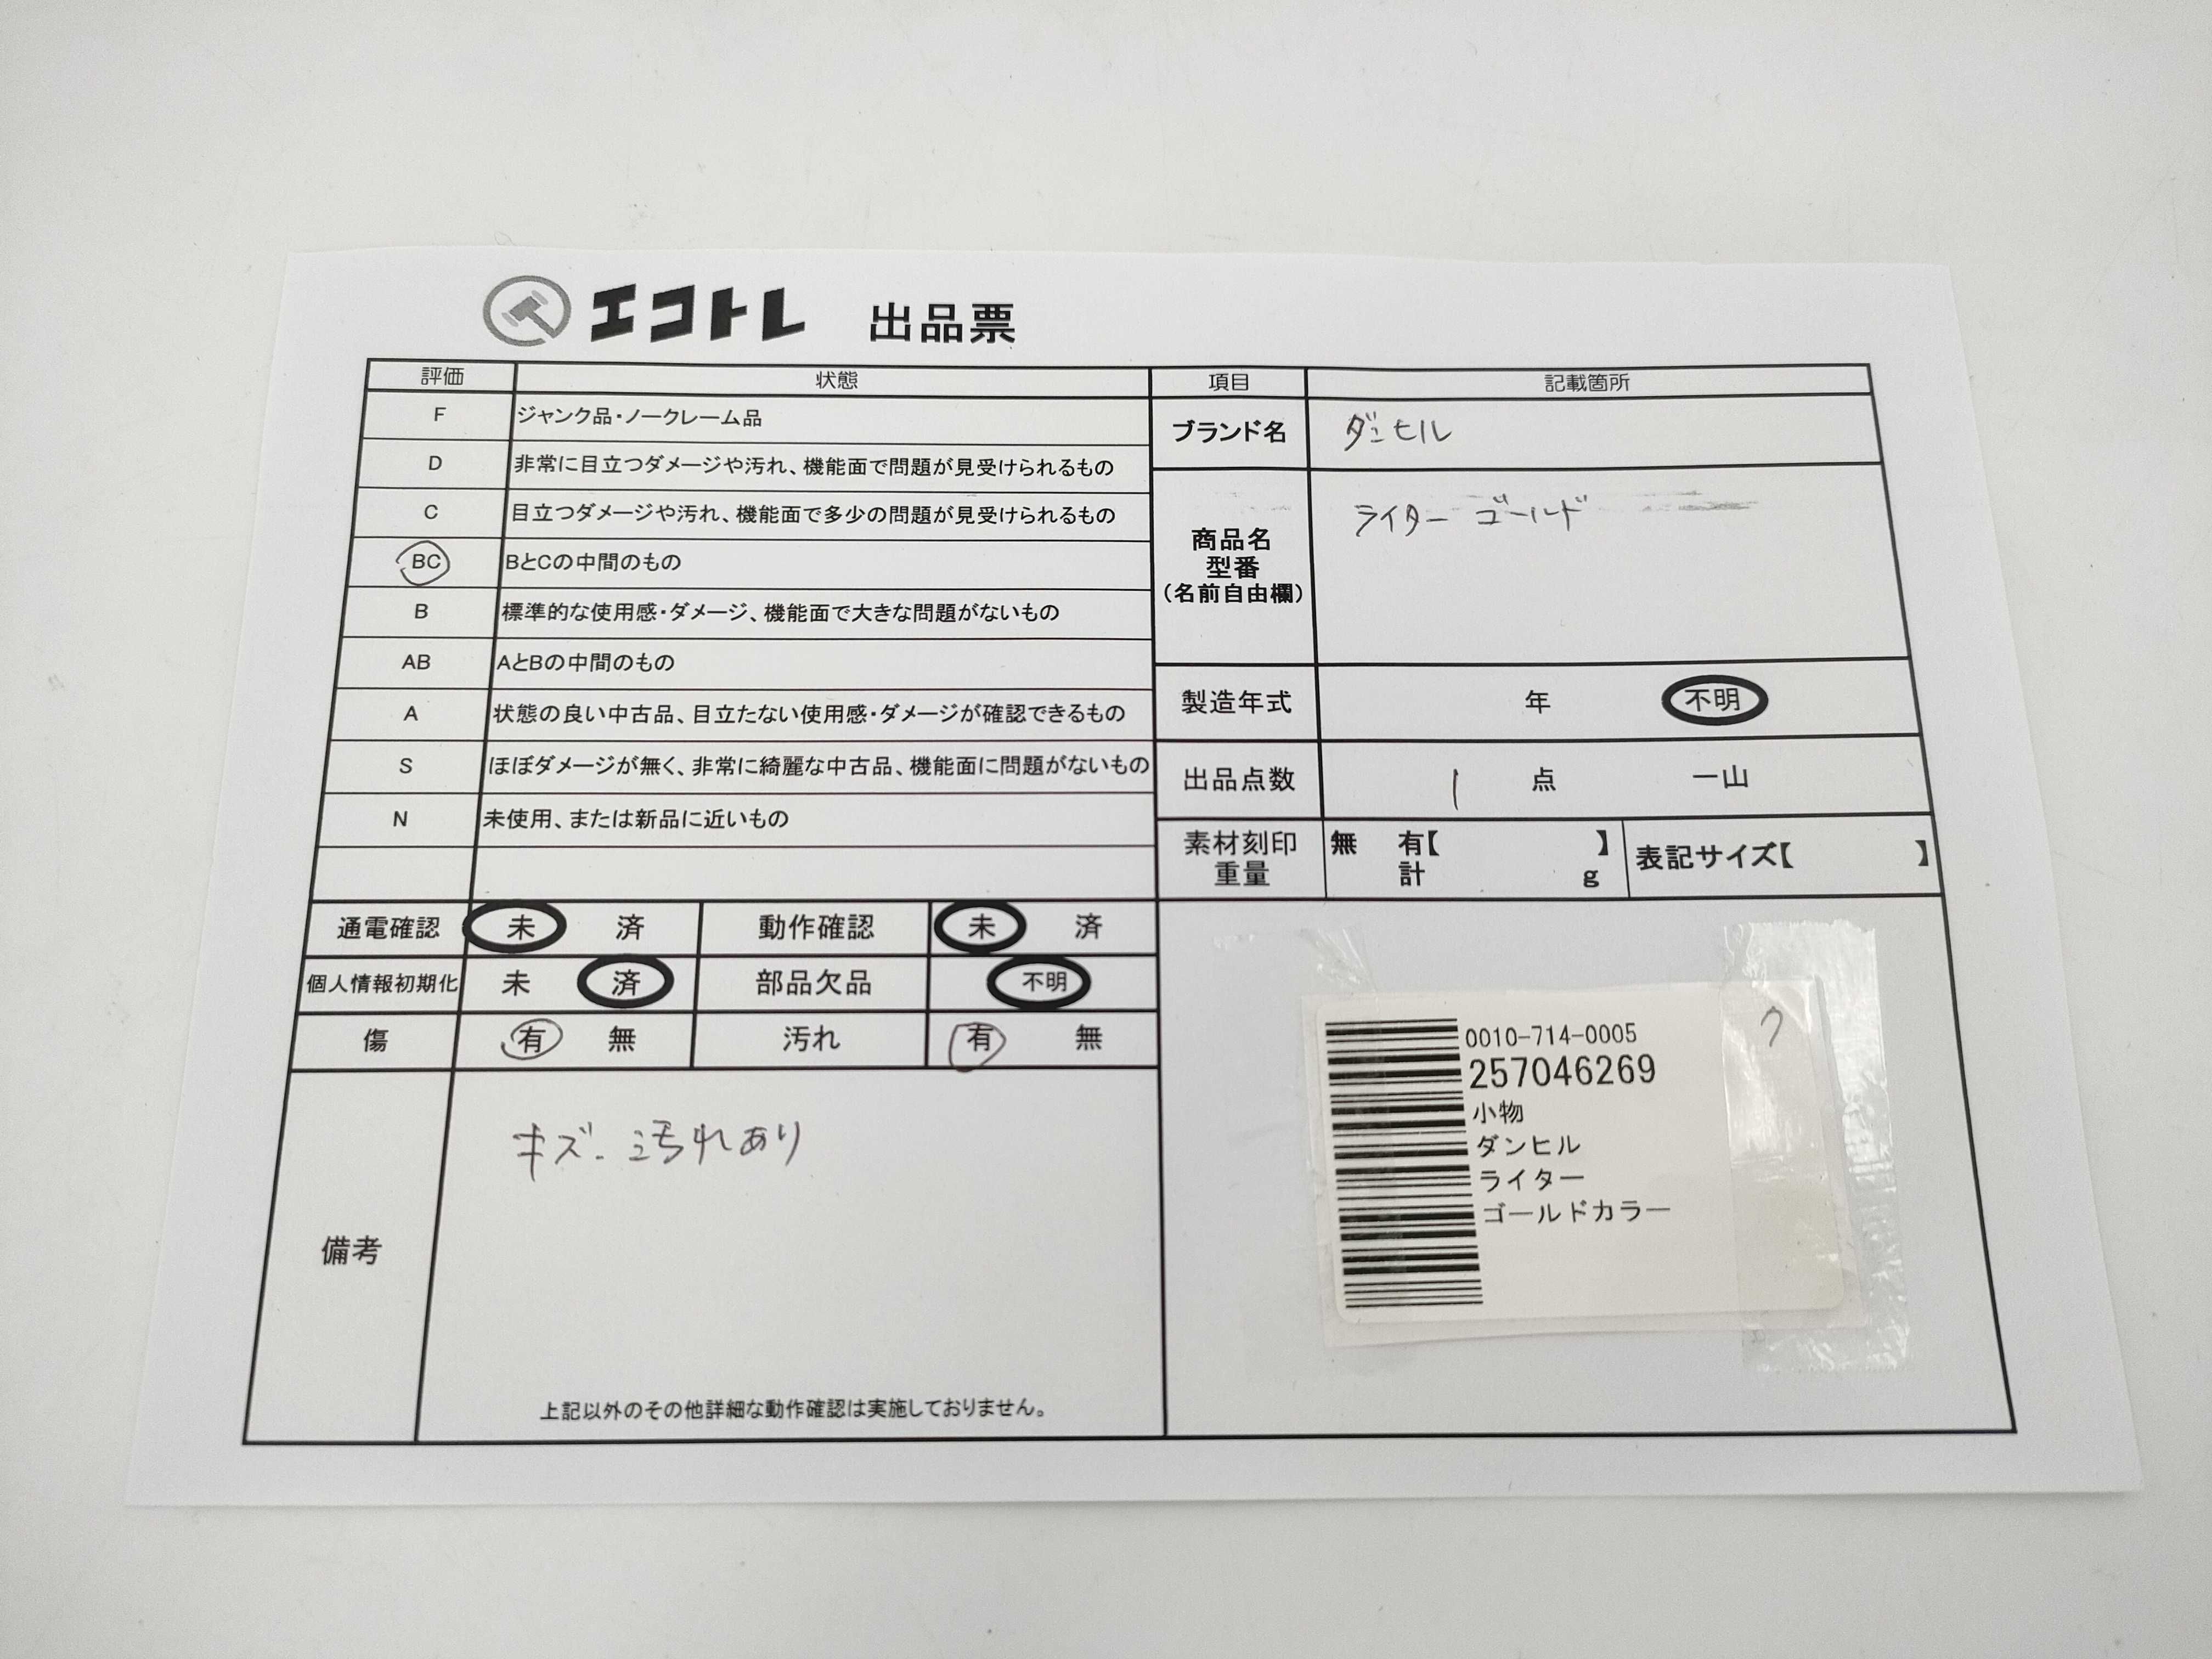 エコトレ 出品票
評価 状態 項目 記載箇所
F ジャンク品・ノークレーム品
D 非常に目立つダメージや汚れ、機能面で問題が見受けられるもの
C 目立つダメージや汚れ、機能面で多少の問題が見受けられるもの
BC BとCの中間のもの
B 標準的な使用感・ダメージ、機能面で大きな問題がないもの
AB AとBの中間のもの
A 状態の良い中古品、目立たない使用感・ダメージが確認できるもの
S ほぼダメージが無く、非常に綺麗な中古品、機能面に問題がないもの
N 未使用、または新品に近いもの
ブランド名 ダンヒル
商品名
型番
(名前自由欄)
ライター ゴールド
製造年式 年 不明
出品点数 1 点 一山
素材刻印 無 有【 】
重量 計 g
表記サイズ【 】
通電確認 未 済 動作確認 未 済
個人情報初期化 未 済 部品欠品 不明
傷 有 無 汚れ 有 無
備考
キズ・汚れあり
上記以外のその他詳細な動作確認は実施しておりません。
0010-714-0005
257046269
小物
ダンヒル
ライター
ゴールドカラー